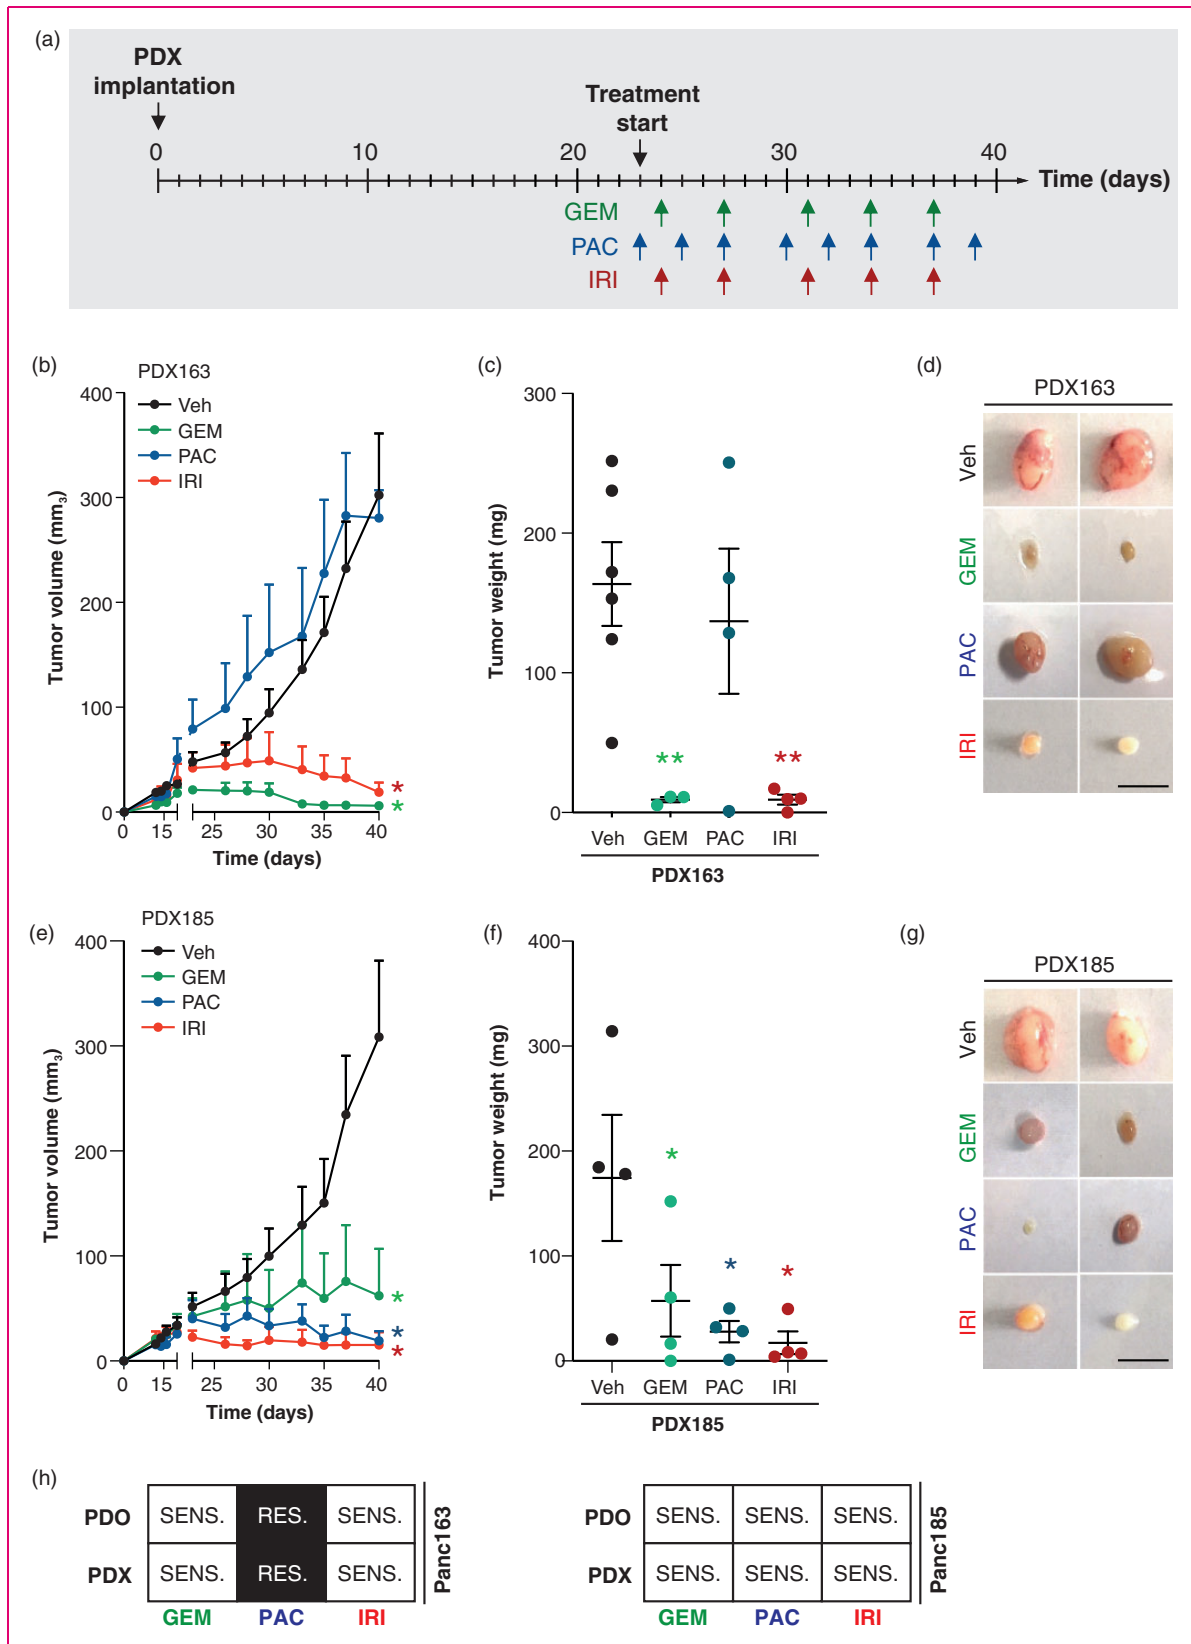 (a)
PDX
implantation
Treatment
start
0 10 20 30 40
Time (days)
GEM
PAC
IRI
(b)
PDX163
Veh
GEM
PAC
IRI
Tumor volume (mm3)
400
300
200
100
0
0 15 25 30 35 40
Time (days)
*
*
(c)
Tumor weight (mg)
300
200
100
0
**
**
Veh GEM PAC IRI
PDX163
(d)
PDX163
Veh
GEM
PAC
IRI
(e)
PDX185
Veh
GEM
PAC
IRI
Tumor volume (mm3)
400
300
200
100
0
0 15 25 30 35 40
Time (days)
*
*
*
(f)
Tumor weight (mg)
400
300
200
100
0
*
*
*
Veh GEM PAC IRI
PDX185
(g)
PDX185
Veh
GEM
PAC
IRI
(h)
PDO SENS. RES. SENS.
PDX SENS. RES. SENS.
GEM PAC IRI
Panc163
PDO SENS. SENS. SENS.
PDX SENS. SENS. SENS.
GEM PAC IRI
Panc185